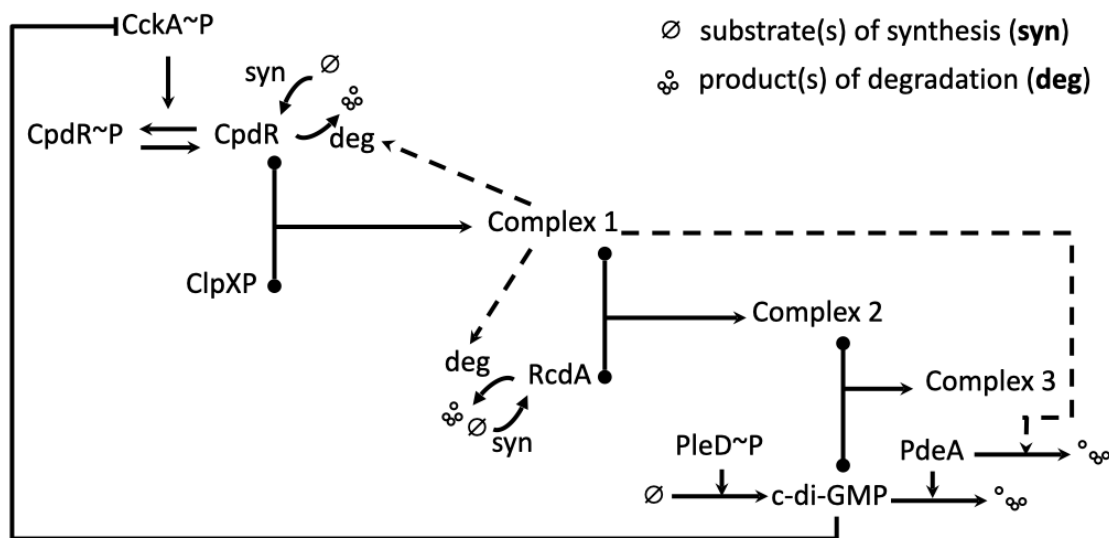 CckA~P
∅ substrate(s) of synthesis (syn)
product(s) of degradation (deg)
syn
∅
CpdR~P
CpdR
deg
Complex 1
ClpXP
Complex 2
deg
RcdA
Complex 3
∅
syn
PleD~P
PdeA
∅
c-di-GMP